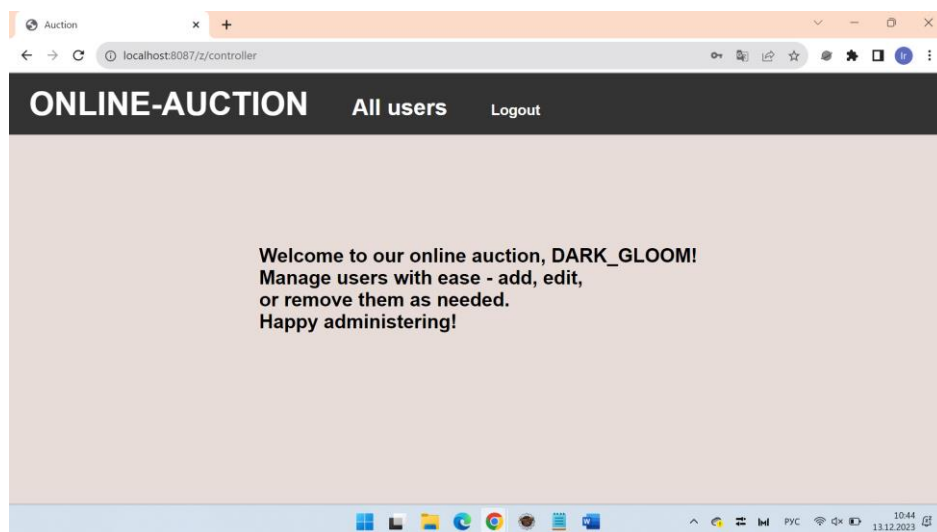 Auction
localhost:8087/z/controller
Ir
ONLINE-AUCTION All users Logout
Welcome to our online auction, DARK_GLOOM!
Manage users with ease - add, edit,
or remove them as needed.
Happy administering!
РУС 10:44
13.12.2023